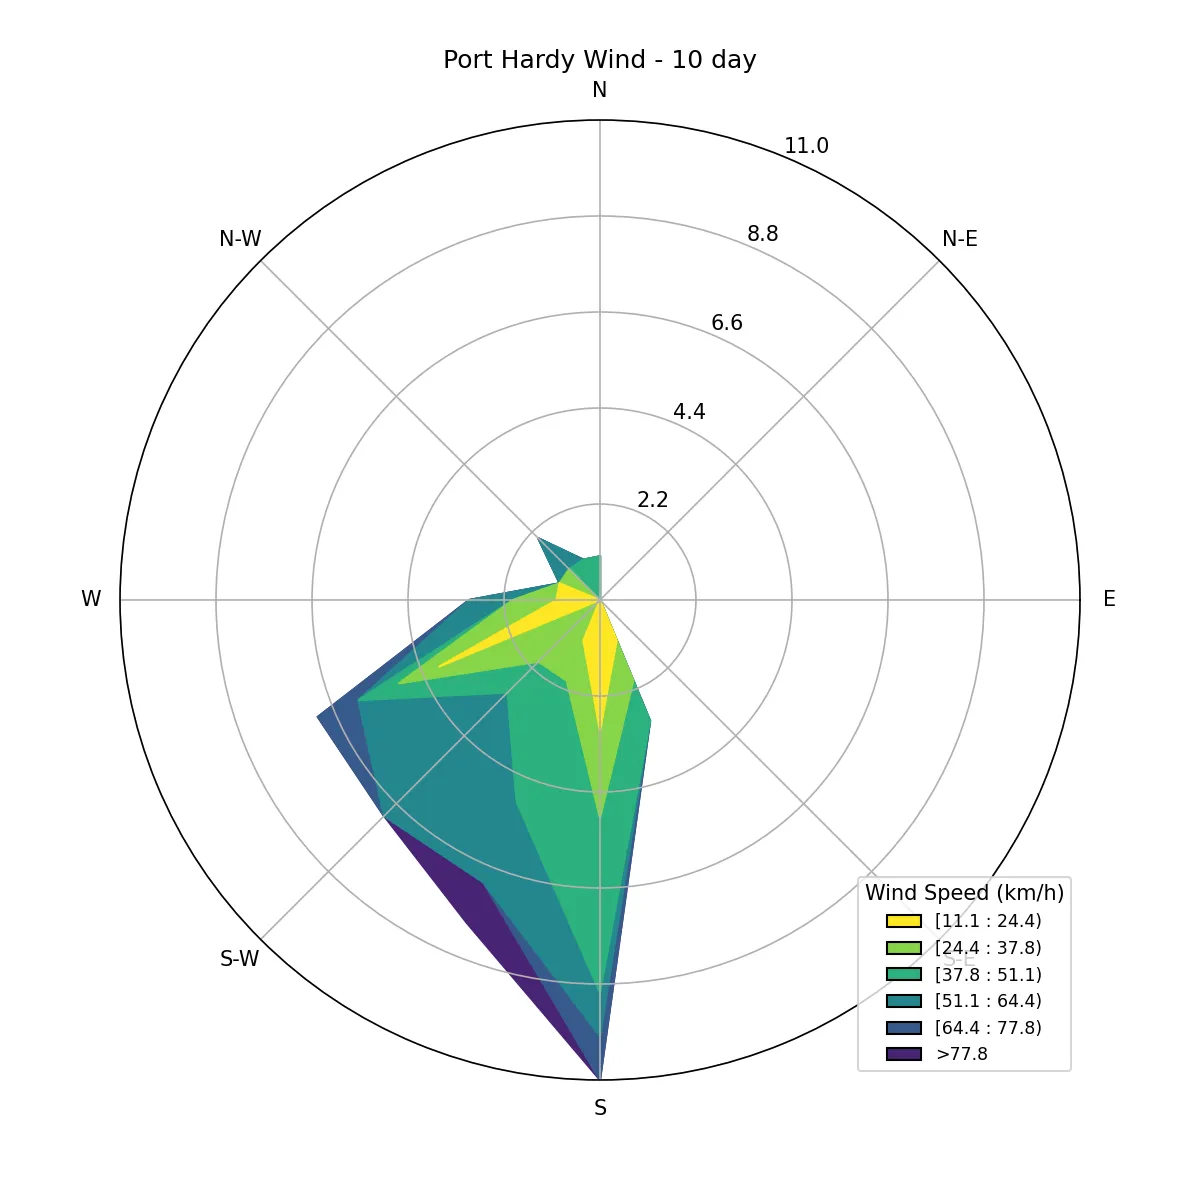 Port Hardy Wind - 10 day
N
11.0
8.8
N-W
N-E
6.6
4.4
2.2
W
E
Wind Speed (km/h)
[11.1 : 24.4)
[24.4 : 37.8)
S-W
S-E
[37.8 : 51.1)
[51.1 : 64.4)
[64.4 : 77.8)
>77.8
S